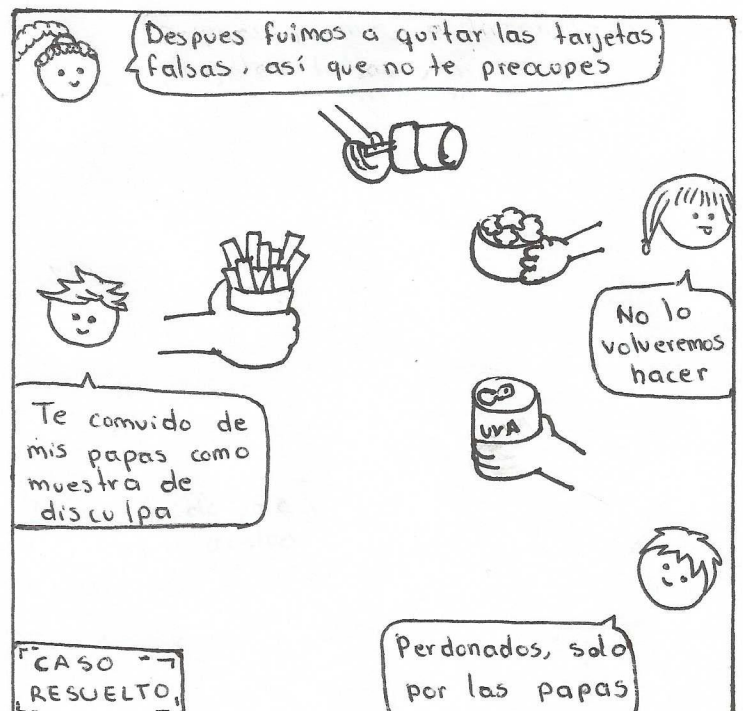 Despues fuimos a quitar las tarjetas
falsas, así que no te preocupes
No lo
volveremos
hacer
Te comvido de
mis papas como
muestra de
disculpa
UVA
Perdonados, solo
por las papas
CASO
RESUELTO